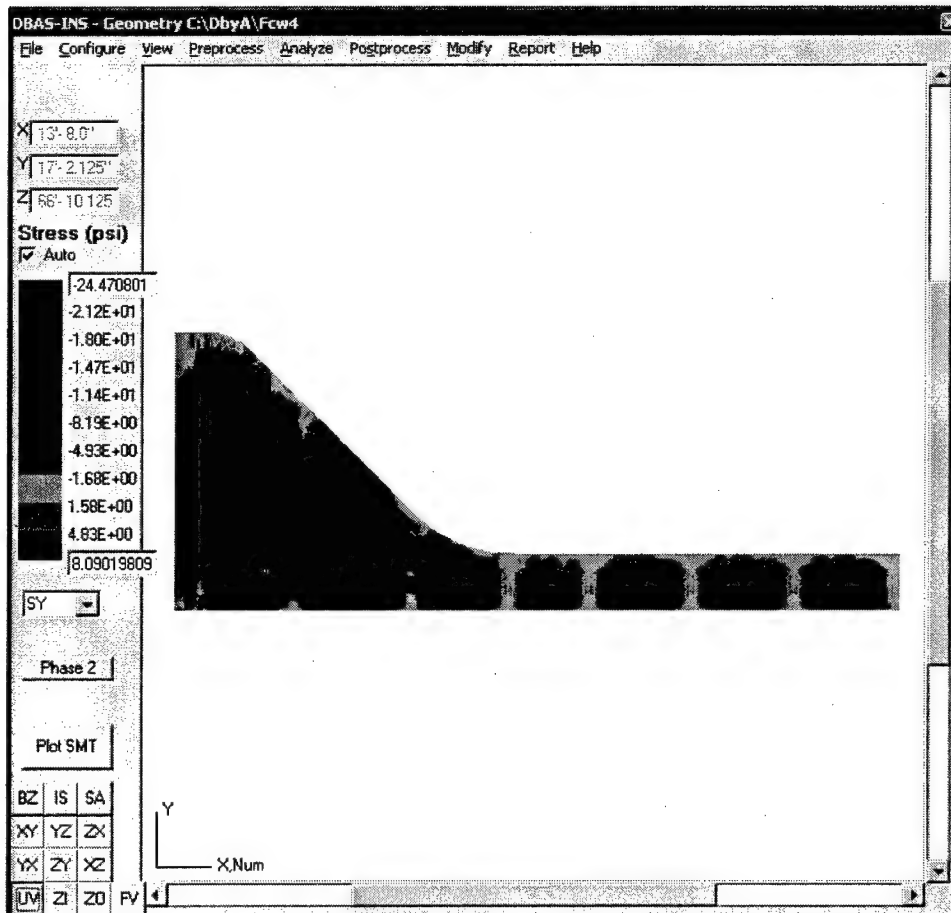 DBAS-INS - Geometry C:\DbyA\Fcw4
File Configure View Preprocess Analyze Postprocess Modify Report Help
X 13'- 8.0"
Y 17'- 2.125"
Z 66'- 10.125
Stress (psi)
Auto
-24.470801
-2.12E+01
-1.80E+01
-1.47E+01
-1.14E+01
-8.19E+00
-4.93E+00
-1.68E+00
1.58E+00
4.83E+00
8.09019809
SY
Phase 2
Plot SMT
BZ IS SA
XY YZ ZX
YX ZY XZ
UV ZI ZO PV
Y
X,Num